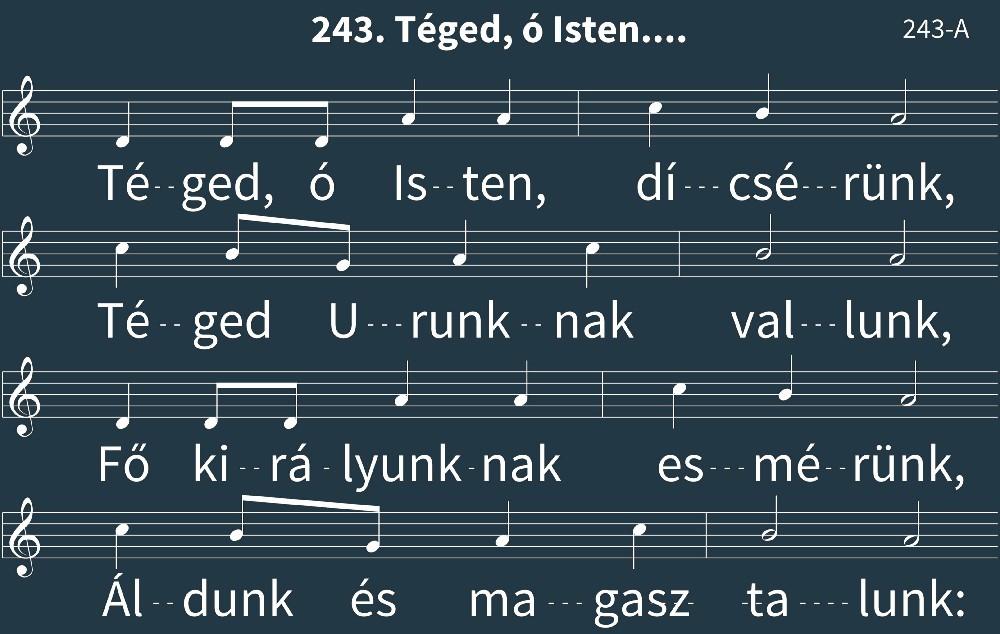 243. Téged, ó Isten....
243-A
Té--ged, ó Is--ten, dí---csé---rünk,
Té--ged U---runk--nak val---lunk,
Fő ki--rá-lyunk-nak es---mé--rünk,
Ál--dunk és ma---gasz- -ta----lunk: